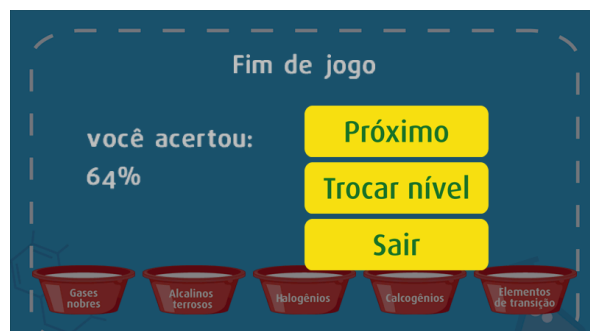 Fim de jogo
você acertou:
64%
Próximo
Trocar nível
Sair
Gases
nobres
Alcalinos
terrosos
Halogênios
Calcogênios
Elementos
de transição